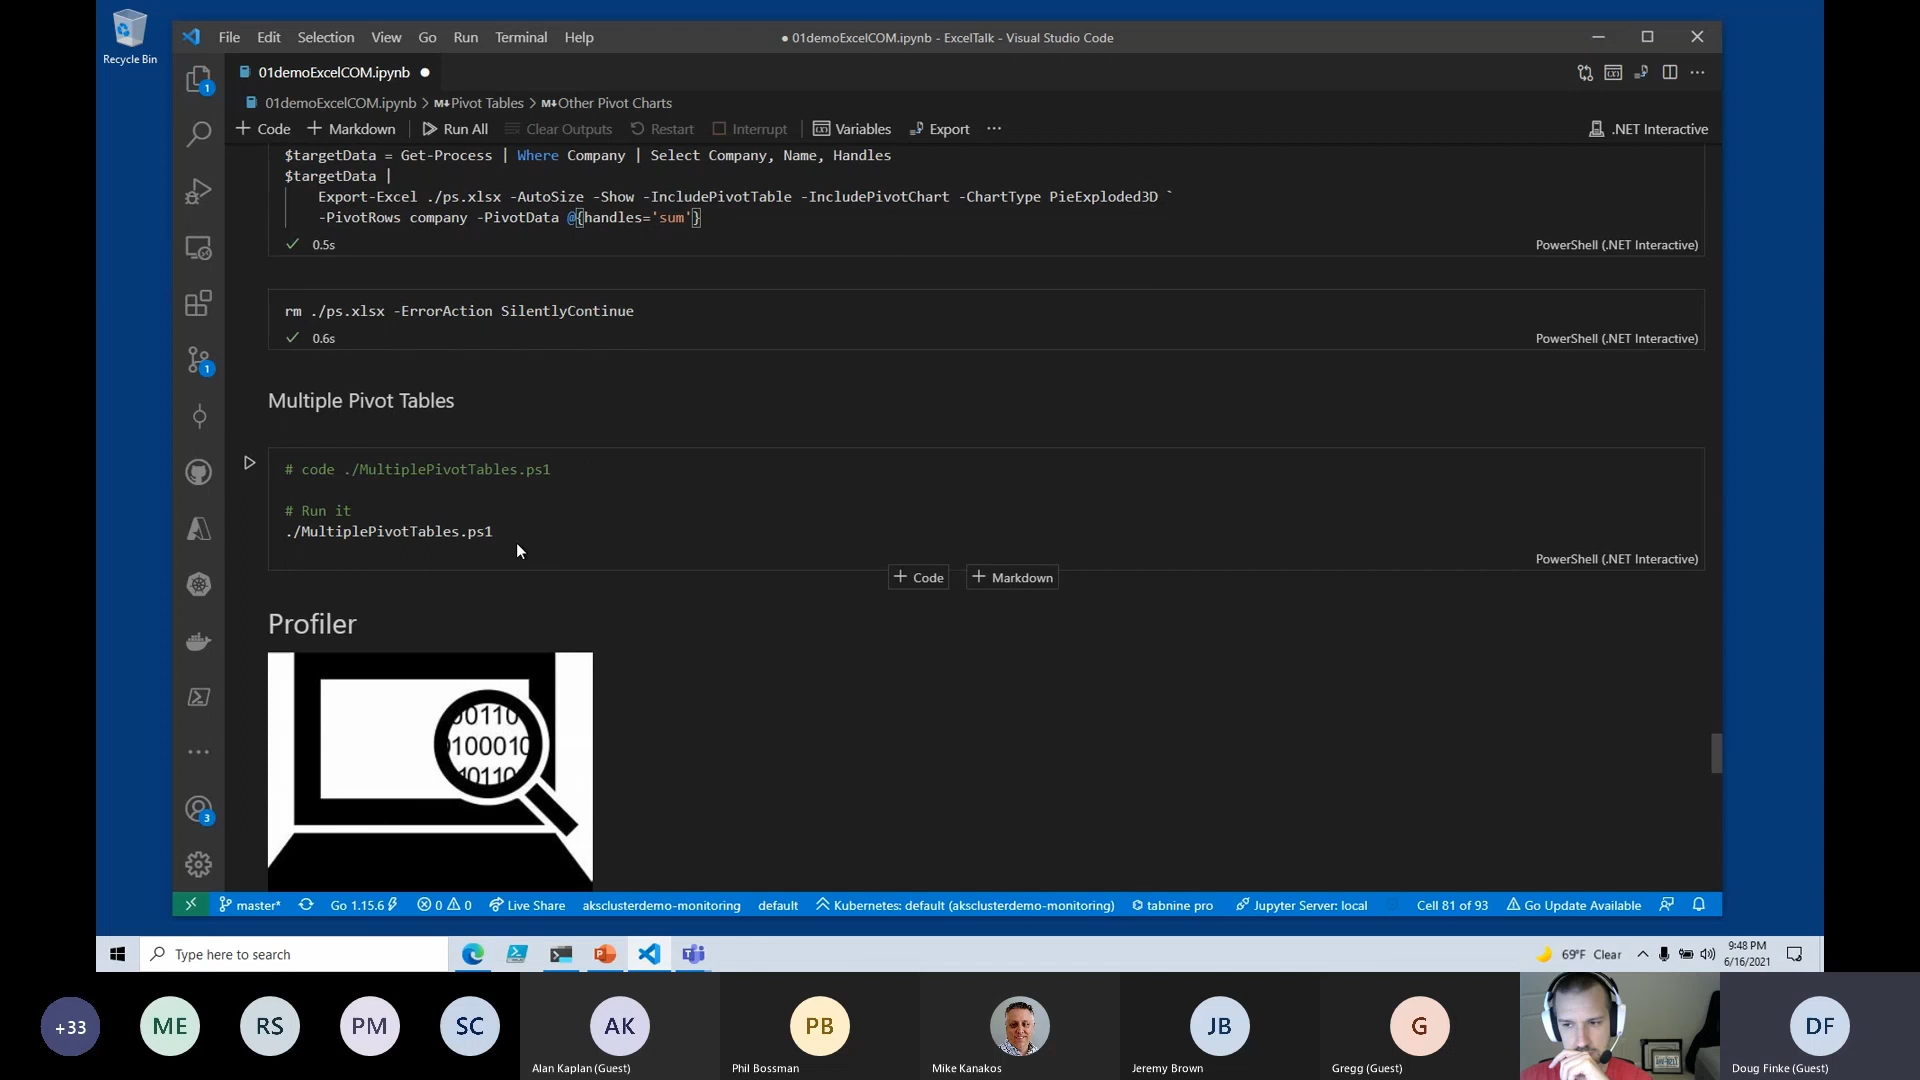 Recycle Bin
File Edit Selection View Go Run Terminal Help
● 01demoExcelCOM.ipynb - ExcelTalk - Visual Studio Code
01demoExcelCOM.ipynb ●
01demoExcelCOM.ipynb > M↓Pivot Tables > M↓Other Pivot Charts
+ Code + Markdown Run All Clear Outputs Restart Interrupt Variables Export ··· .NET Interactive
$targetData = Get-Process | Where Company | Select Company, Name, Handles
$targetData |
Export-Excel ./ps.xlsx -AutoSize -Show -IncludePivotTable -IncludePivotChart -ChartType PieExploded3D `
-PivotRows company -PivotData @{handles='sum'}
✓ 0.5s PowerShell (.NET Interactive)
rm ./ps.xlsx -ErrorAction SilentlyContinue
✓ 0.6s PowerShell (.NET Interactive)
Multiple Pivot Tables
# code ./MultiplePivotTables.ps1
# Run it
./MultiplePivotTables.ps1
PowerShell (.NET Interactive)
+ Code + Markdown
Profiler
00110
100010
10110
1
1
3
master* Go 1.15.6 0 0 Live Share aksclusterdemo-monitoring default Kubernetes: default (aksclusterdemo-monitoring) tabnine pro Jupyter Server: local Cell 81 of 93 Go Update Available
Type here to search
69°F Clear
9:48 PM
6/16/2021
+33 ME RS PM SC AK PB JB G DF
Alan Kaplan (Guest) Phil Bossman Mike Kanakos Jeremy Brown Gregg (Guest) Doug Finke (Guest)